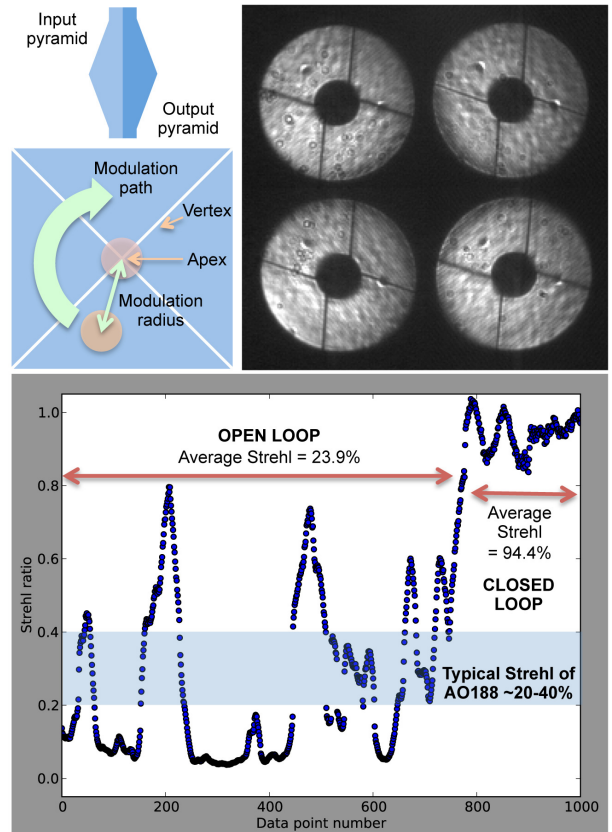 Input
pyramid
Output
pyramid
Modulation
path
Vertex
Apex
Modulation
radius
OPEN LOOP
Average Strehl = 23.9%
Average
Strehl
= 94.4%
CLOSED
LOOP
Typical Strehl of
AO188 ~20-40%
Strehl ratio
1.0
0.8
0.6
0.4
0.2
0.0
0
200
400
600
800
1000
Data point number